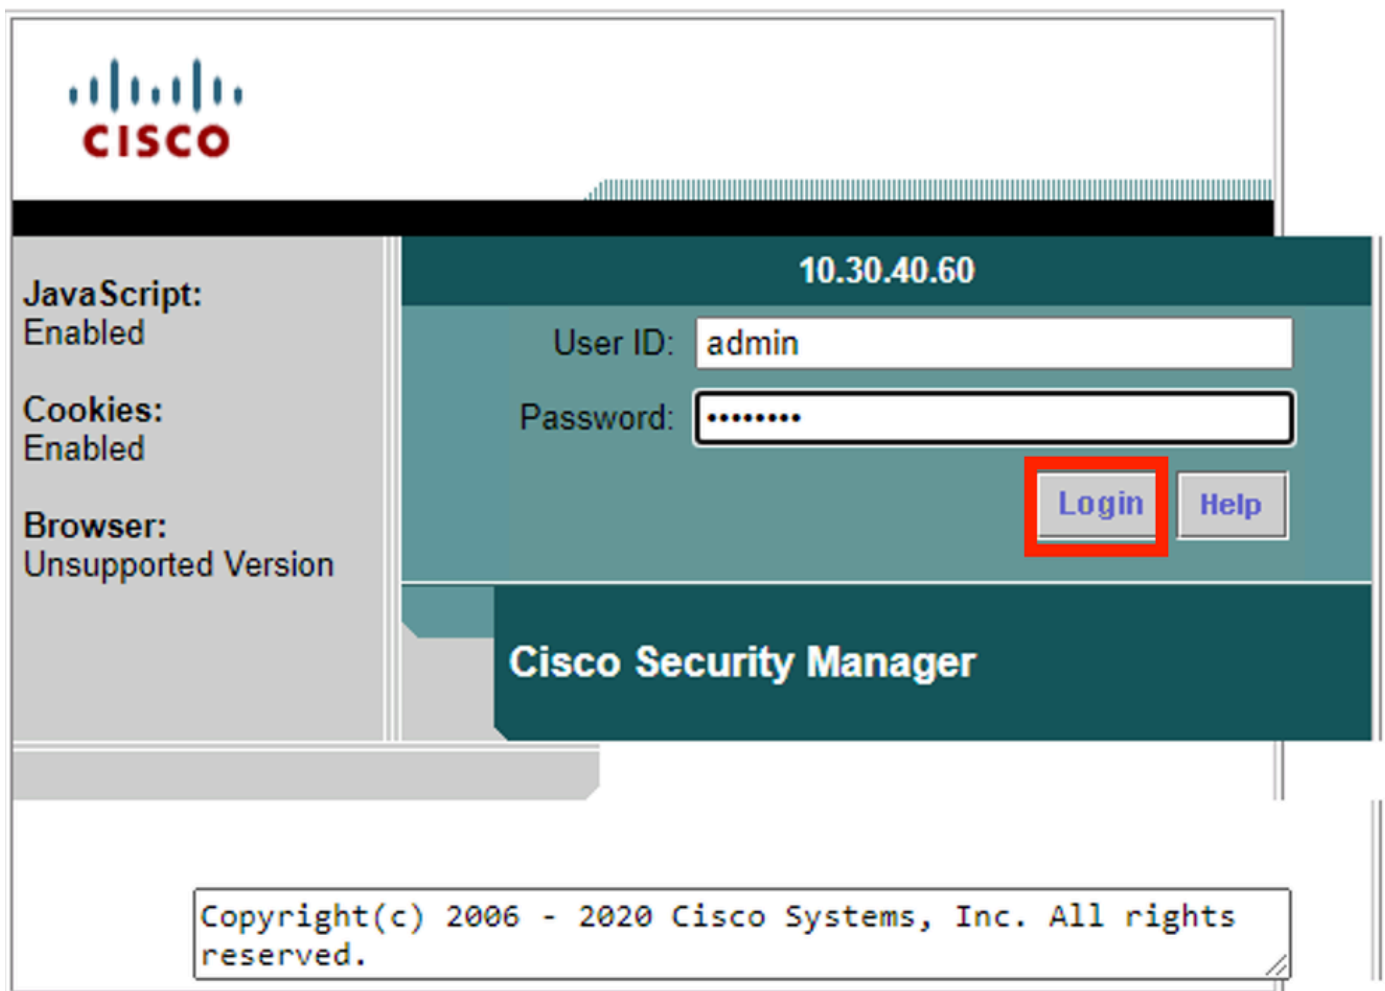 CISCO
10.30.40.60
JavaScript:
Enabled
Cookies:
Enabled
Browser:
Unsupported Version
User ID: admin
Password: ••••••••
Login Help
Cisco Security Manager
Copyright(c) 2006 - 2020 Cisco Systems, Inc. All rights
reserved.